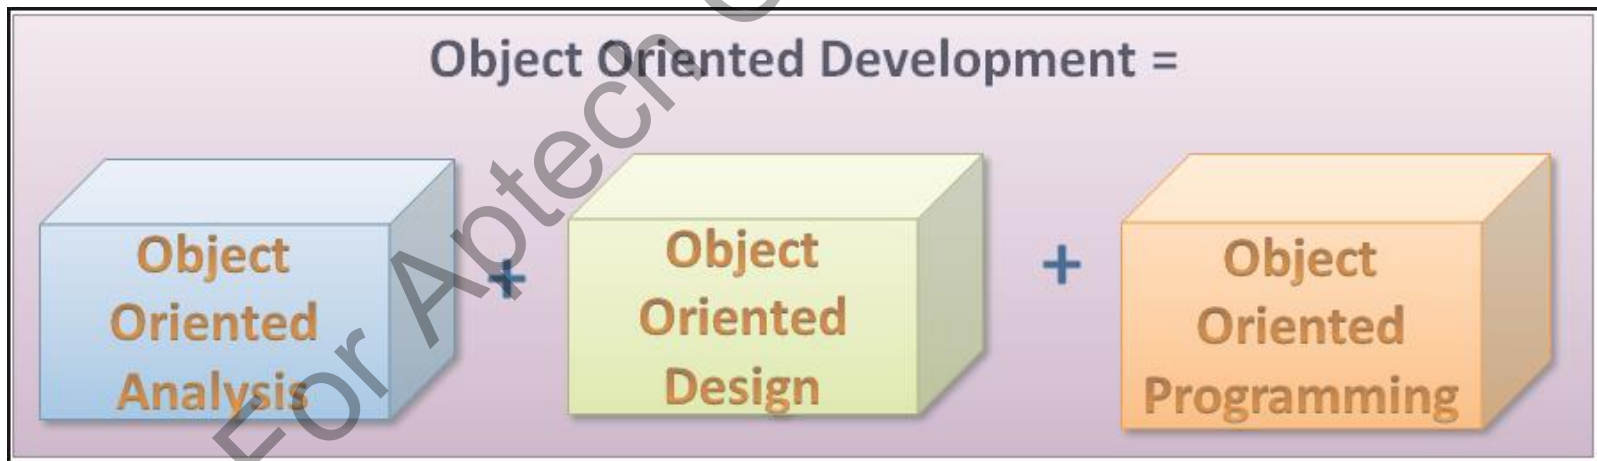 Object Oriented Development =
Object
Oriented
Analysis
+
Object
Oriented
Design
+
Object
Oriented
Programming
For Aptech